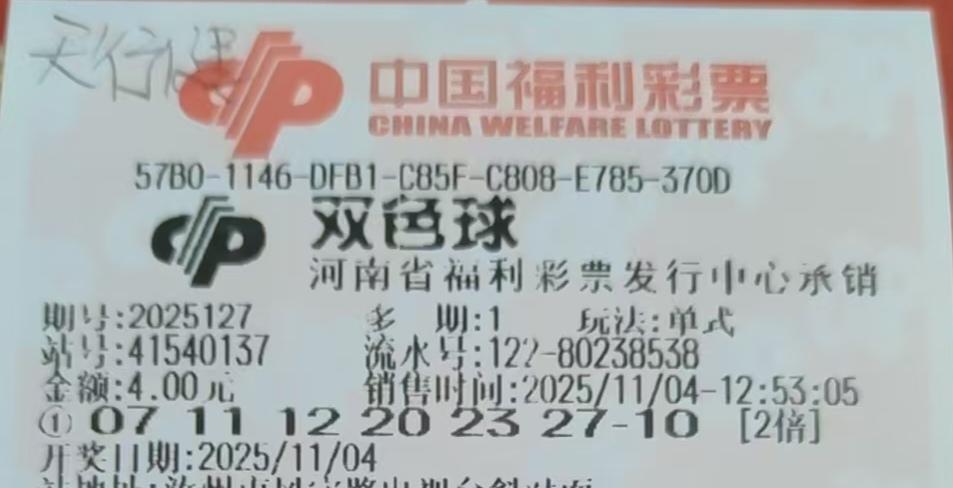 天行健
中国福利彩票
CHINA WELFARE LOTTERY
57B0-1146-DFB1-C85F-C808-E785-370D
双色球
河南省福利彩票发行中心承销
期号:2025127 多 期:1 玩法:单式
站号:41540137 流水号:122-80238538
金额:4.00元 销售时间:2025/11/04-12:53:05
① 07 11 12 20 23 27-10 [2倍]
开奖日期:2025/11/04